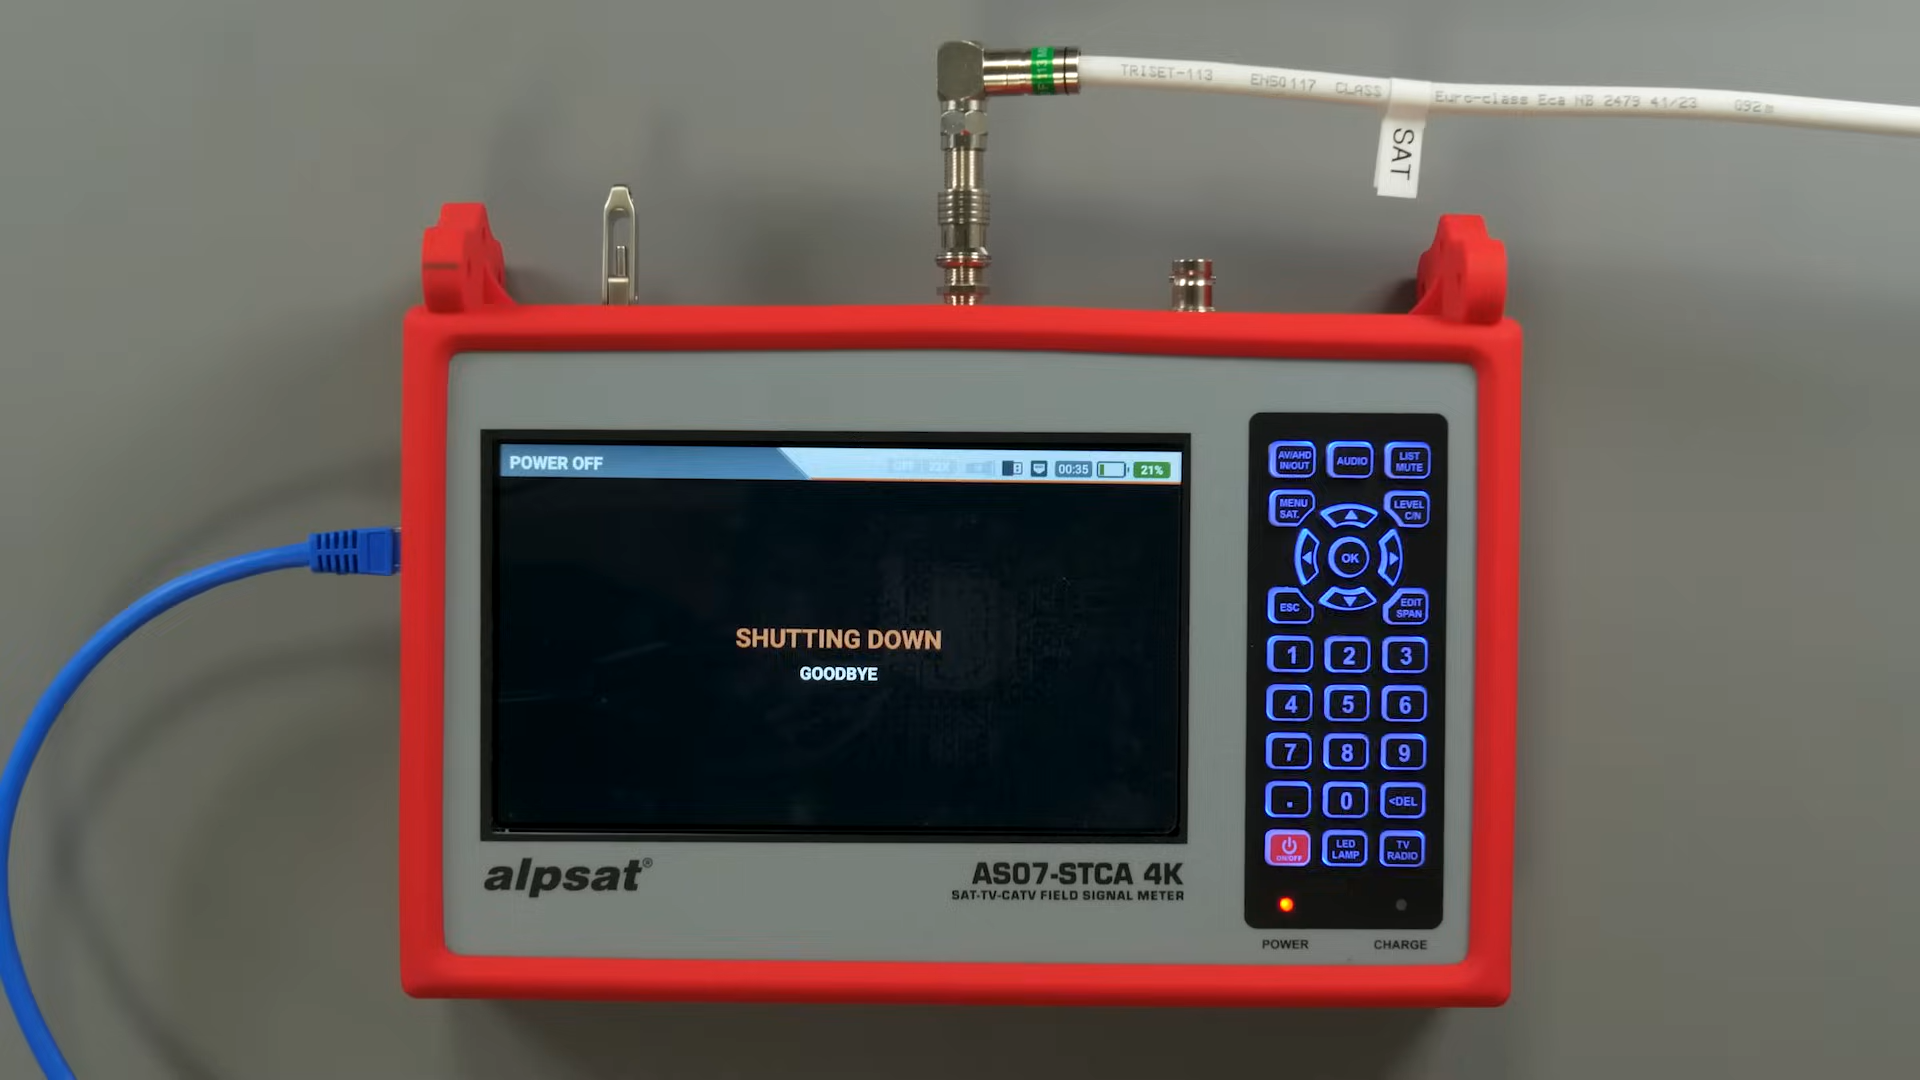 TRISET-113 EN50117 CLASS Euro-class Eca NB 2479 41/23 092m
SAT
POWER OFF
00:35
21%
SHUTTING DOWN
GOODBYE
alpsat®
AS07-STCA 4K
SAT-TV-CATV FIELD SIGNAL METER
AV/AHD IN/OUT
AUDIO
LIST MUTE
MENU SAT.
LEVEL C/N
OK
ESC
EDIT SPAN
1 2 3
4 5 6
7 8 9
. 0 <DEL
ON/OFF
LED LAMP
TV RADIO
POWER
CHARGE